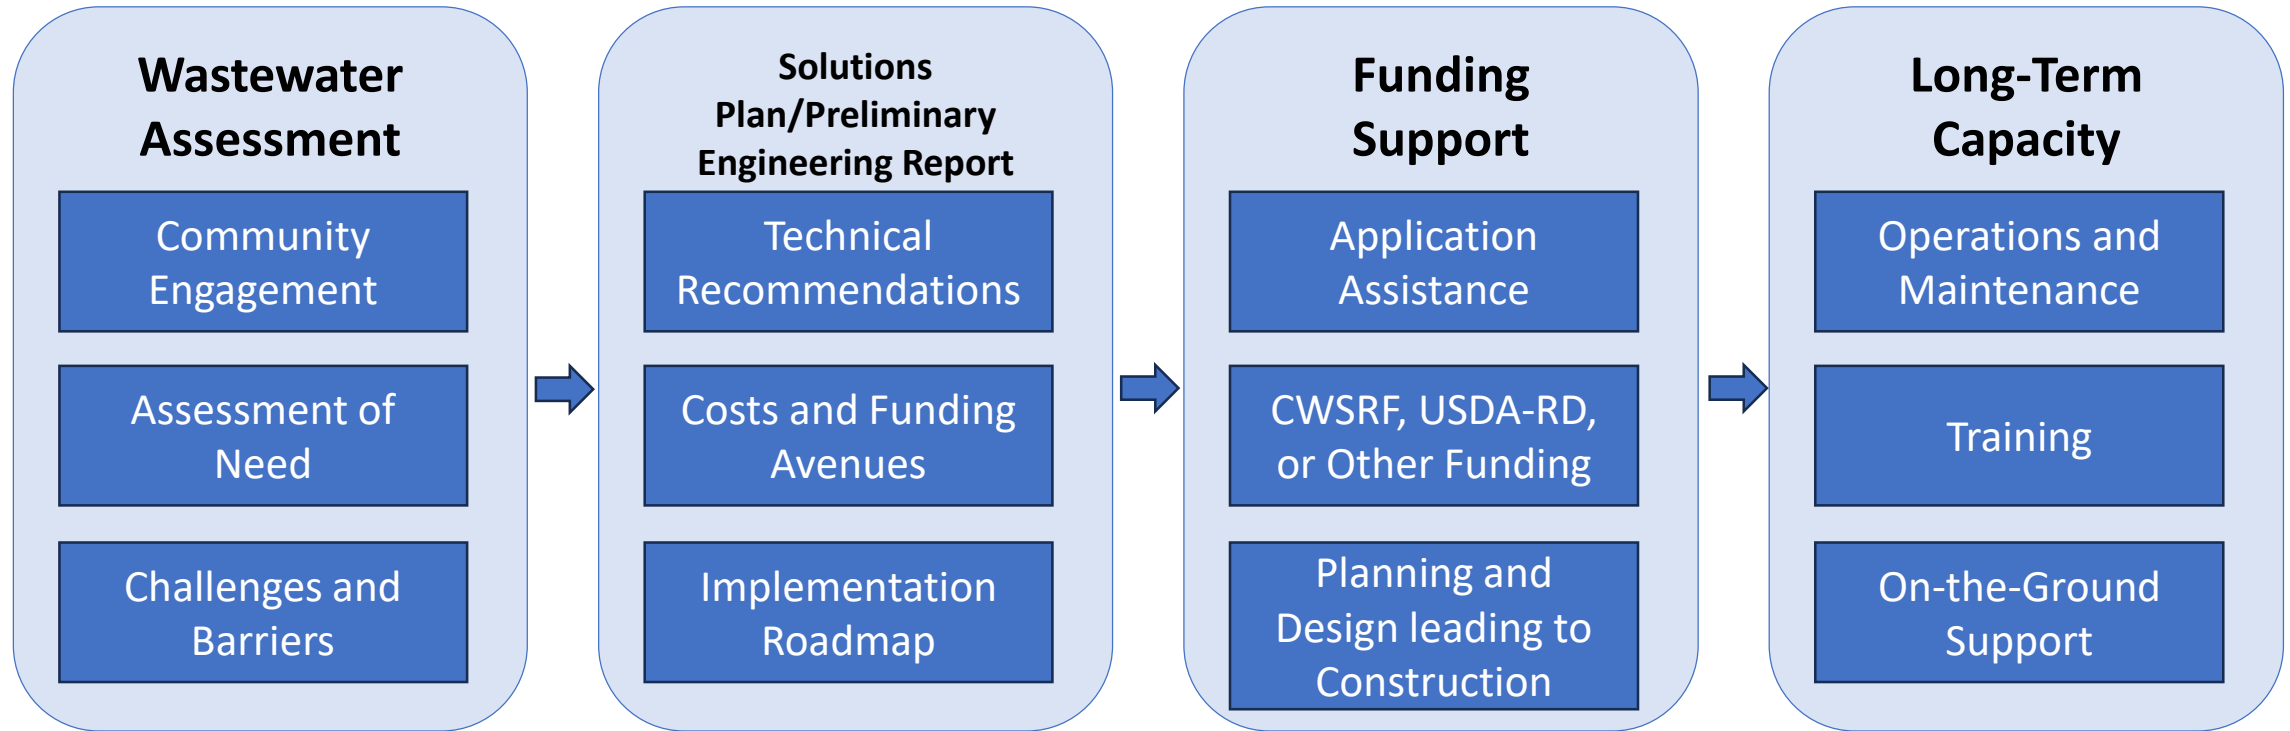 Wastewater
Assessment
Community
Engagement
Assessment of
Need
Challenges and
Barriers
Solutions
Plan/Preliminary
Engineering Report
Technical
Recommendations
Costs and Funding
Avenues
Implementation
Roadmap
Funding
Support
Application
Assistance
CWSRF, USDA-RD,
or Other Funding
Planning and
Design leading to
Construction
Long-Term
Capacity
Operations and
Maintenance
Training
On-the-Ground
Support